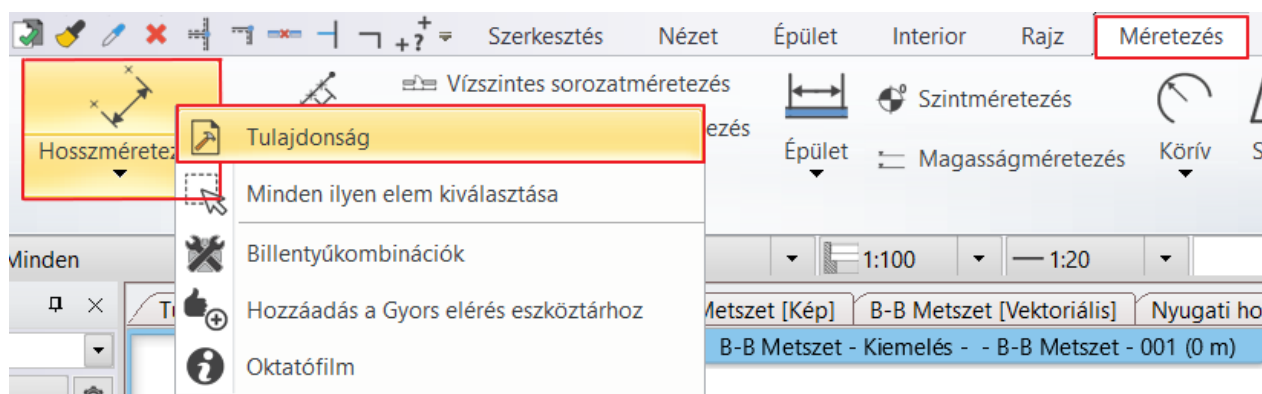 Szerkesztés Nézet Épület Interior Rajz Méretezés
Vízszintes sorozatméretezés
Szintméretezés
Hosszméretez
Tulajdonság
ezés
Épület
Magasságméretezés
Körív
Minden ilyen elem kiválasztása
Billentyűkombinációk
Minden
1:100
1:20
Hozzáadás a Gyors elérés eszköztárhoz
Metszet [Kép]
B-B Metszet [Vektoriális]
Nyugati ho
B-B Metszet - Kiemelés - - B-B Metszet - 001 (0 m)
Oktatófilm